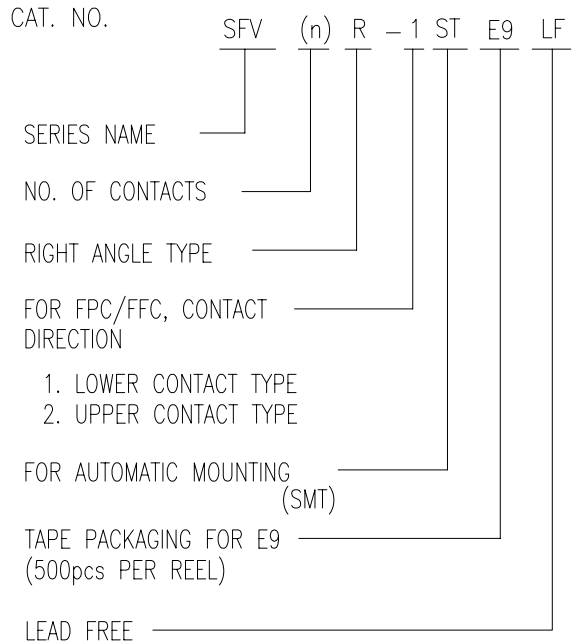 CAT. NO.
SFV (n) R - 1 ST E9 LF
SERIES NAME
NO. OF CONTACTS
RIGHT ANGLE TYPE
FOR FPC/FFC, CONTACT
DIRECTION
1. LOWER CONTACT TYPE
2. UPPER CONTACT TYPE
FOR AUTOMATIC MOUNTING
(SMT)
TAPE PACKAGING FOR E9
(500pcs PER REEL)
LEAD FREE